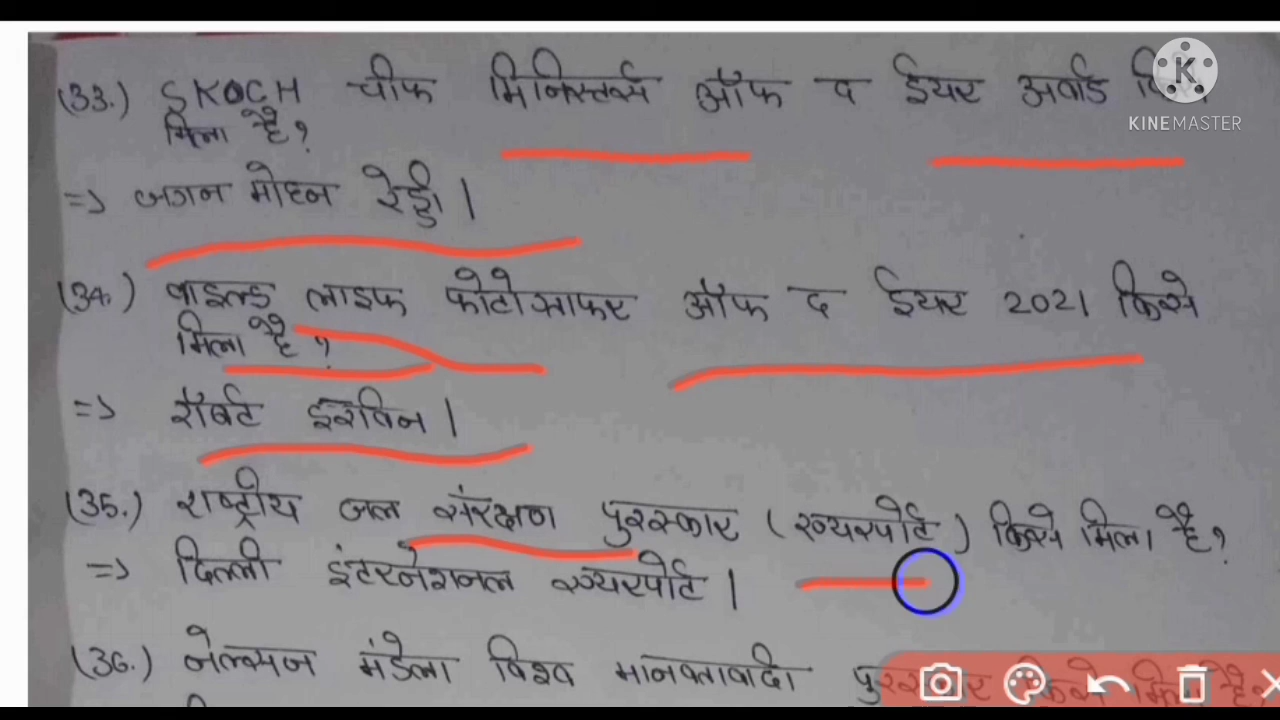 (33.) SKOCH चीफ मिनिस्टर्स ऑफ द ईयर अवॉर्ड
मिला है?
=> जगन मोहन रेड्डी।
(34.) वाइल्ड लाइफ फोटोग्राफर ऑफ द ईयर 2021 किसे
मिला है?
=> रॉबर्ट इरविन।
(35.) राष्ट्रीय जल संरक्षण पुरस्कार (एयरपोर्ट) किसे मिला है?
=> दिल्ली इंटरनेशनल एयरपोर्ट।
(36.) नेल्सन मंडेला विश्व मानवतावादी पुरस्कार किसे मिला है?
K
KINEMASTER